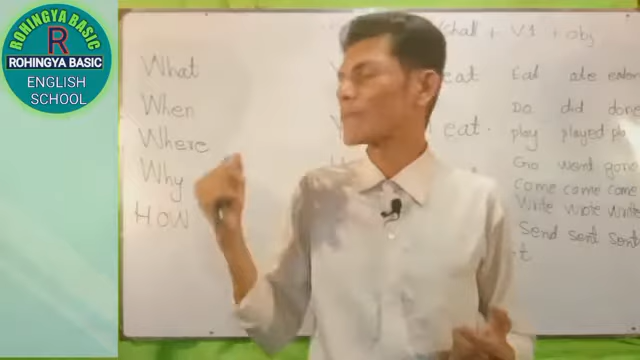 ROHINGYA BASIC
R
ROHINGYA BASIC
ENGLISH
SCHOOL
shall + V1 + obj
What
When
Where
Why
HOW
eat
eat.
Eat ate eaten
Do did done
play played
Go went gone
Come came come
Write wrote
Send sent sent